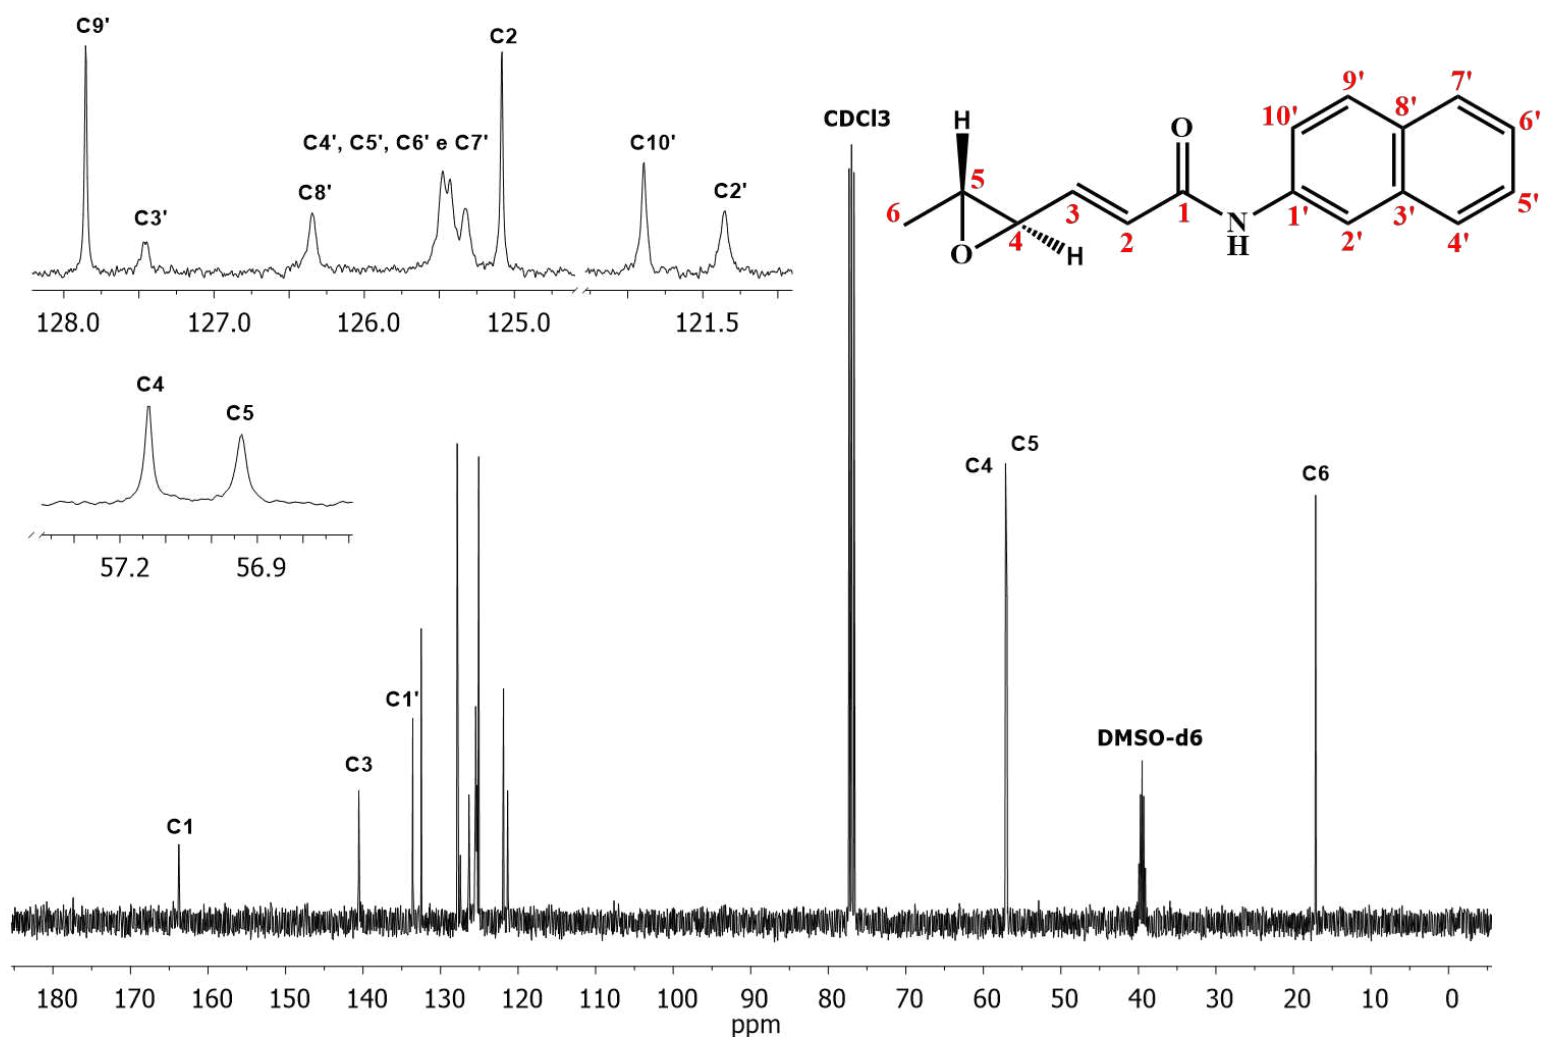 C9'
C3'
C8'
C4', C5', C6' e C7'
C2
C10'
C2'
128.0 127.0 126.0 125.0 121.5
CDCl3
H
O
10'
9'
8'
7'
6'
5'
4'
3'
2'
1'
N
H
1
2
3
4
5
6
O
H
C4
C5
57.2 56.9
C1
C3
C1'
C4
C5
DMSO-d6
C6
180 170 160 150 140 130 120 110 100 90 80 70 60 50 40 30 20 10 0
ppm